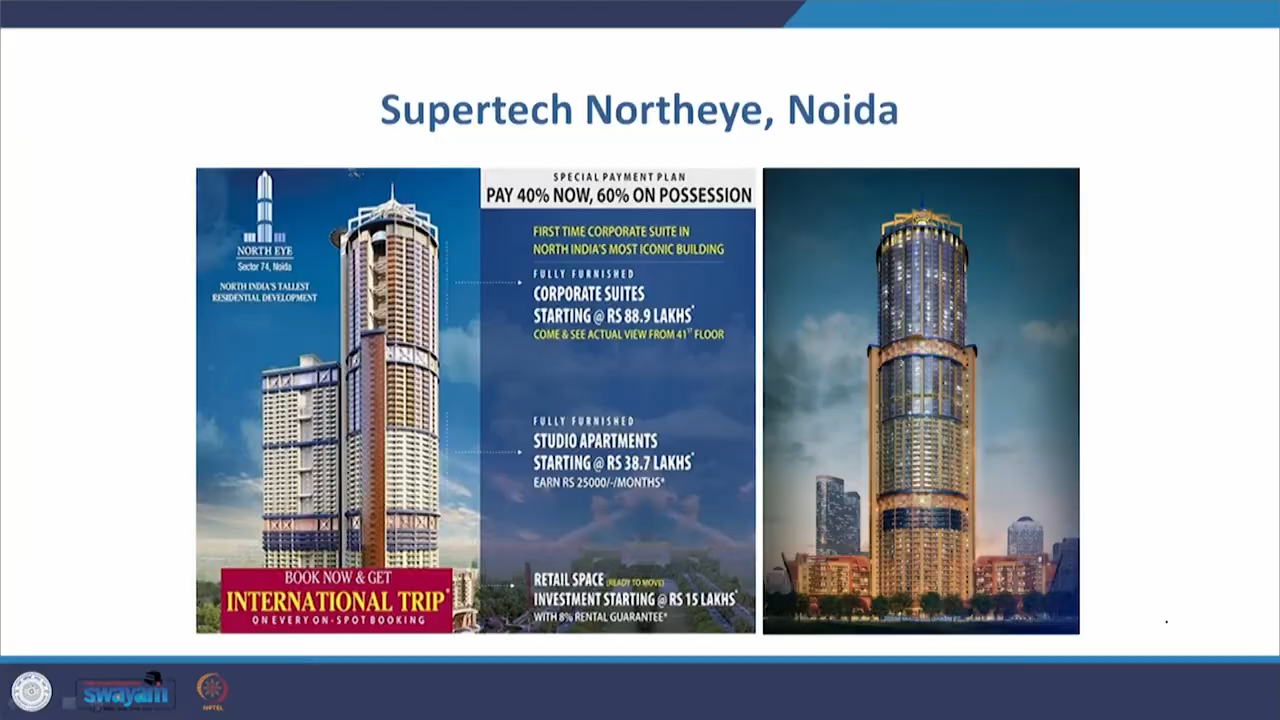 Supertech Northeye, Noida
NORTH EYE
Sector 74, Noida
NORTH INDIA'S TALLEST
RESIDENTIAL DEVELOPMENT
BOOK NOW & GET
INTERNATIONAL TRIP*
ON EVERY ON-SPOT BOOKING
SPECIAL PAYMENT PLAN
PAY 40% NOW, 60% ON POSSESSION
FIRST TIME CORPORATE SUITE IN
NORTH INDIA'S MOST ICONIC BUILDING
FULLY FURNISHED
CORPORATE SUITES
STARTING @ RS 88.9 LAKHS*
COME & SEE ACTUAL VIEW FROM 41ST FLOOR
FULLY FURNISHED
STUDIO APARTMENTS
STARTING @ RS 38.7 LAKHS*
EARN RS 25000/-/MONTHS*
RETAIL SPACE (READY TO MOVE)
INVESTMENT STARTING @ RS 15 LAKHS*
WITH 8% RENTAL GUARANTEE*
swayam
NPTEL